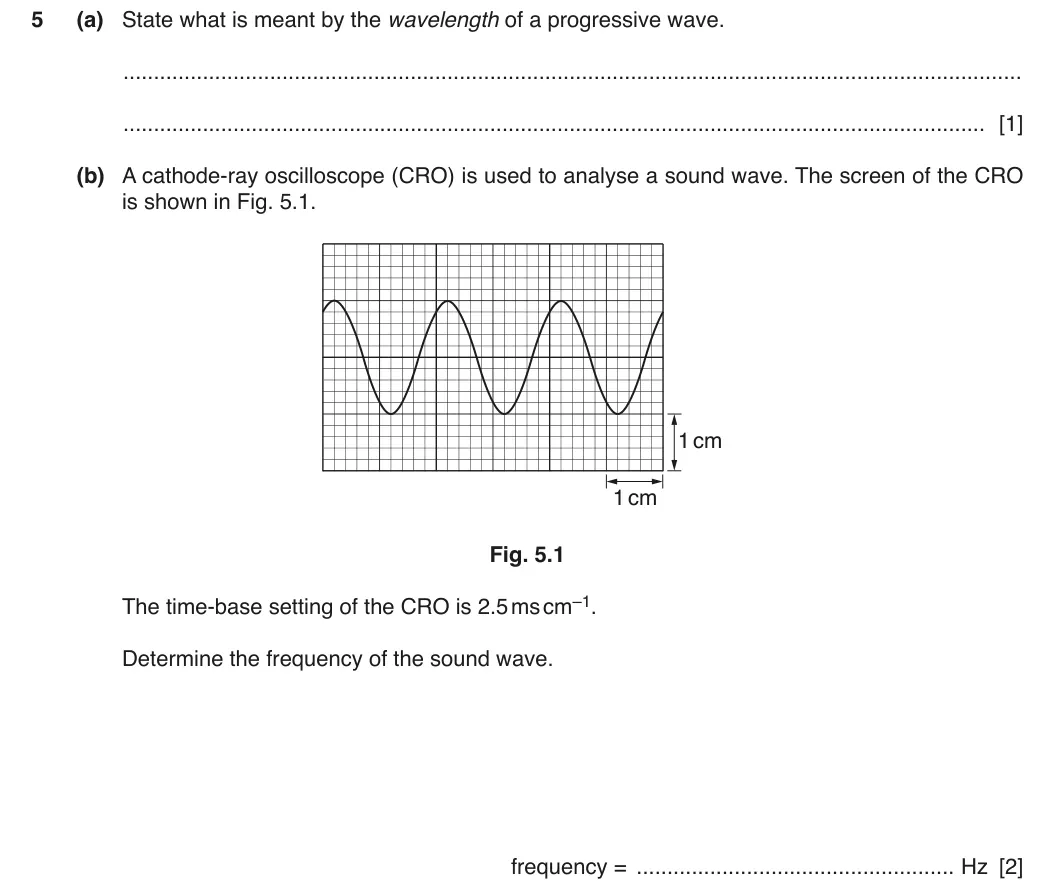 5 (a) State what is meant by the wavelength of a progressive wave.
..........................................................................................................................................................
.................................................................................................................................................... [1]
(b) A cathode-ray oscilloscope (CRO) is used to analyse a sound wave. The screen of the CRO
is shown in Fig. 5.1.
1 cm
1 cm
Fig. 5.1
The time-base setting of the CRO is 2.5 ms cm⁻¹.
Determine the frequency of the sound wave.
frequency = .................................................... Hz [2]